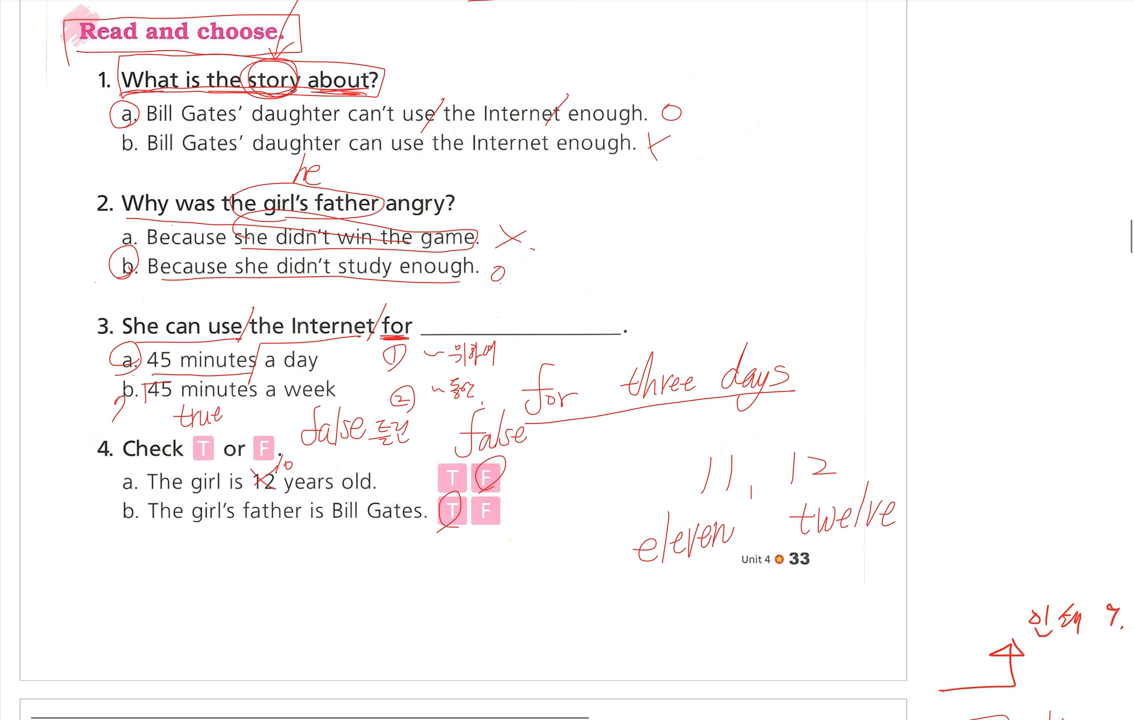 Read and choose.
1. What is the story about?
a. Bill Gates' daughter can't use the Internet enough. O
b. Bill Gates' daughter can use the Internet enough. X
he
2. Why was the girl's father angry?
a. Because she didn't win the game. X
b. Because she didn't study enough. O
3. She can use the Internet for ____________________.
a. 45 minutes a day ① ~위하여
b. 45 minutes a week ② ~동안 for three days
true false 틀린 false
4. Check T or F.
10
a. The girl is 12 years old. T F 11, 12
b. The girl's father is Bill Gates. T F eleven twelve
Unit 4 33